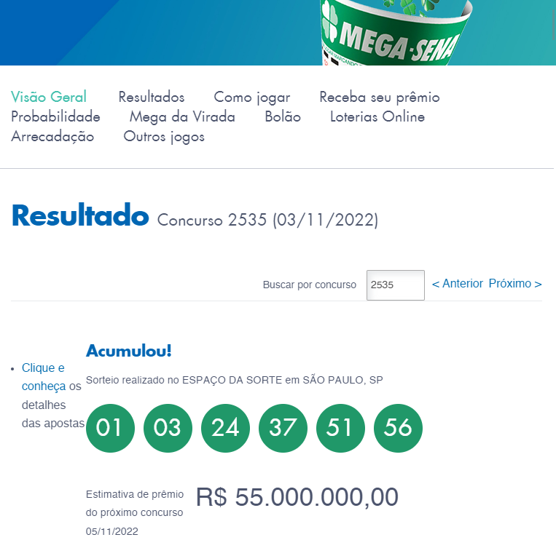 MEGA-SENA
Visão Geral Resultados Como jogar Receba seu prêmio
Probabilidade Mega da Virada Bolão Loterias Online
Arrecadação Outros jogos
Resultado Concurso 2535 (03/11/2022)
Buscar por concurso 2535 < Anterior Próximo >
Acumulou!
Clique e
conheça os
detalhes
das apostas
Sorteio realizado no ESPAÇO DA SORTE em SÃO PAULO, SP
01 03 24 37 51 56
Estimativa de prêmio
do próximo concurso
05/11/2022
R$ 55.000.000,00